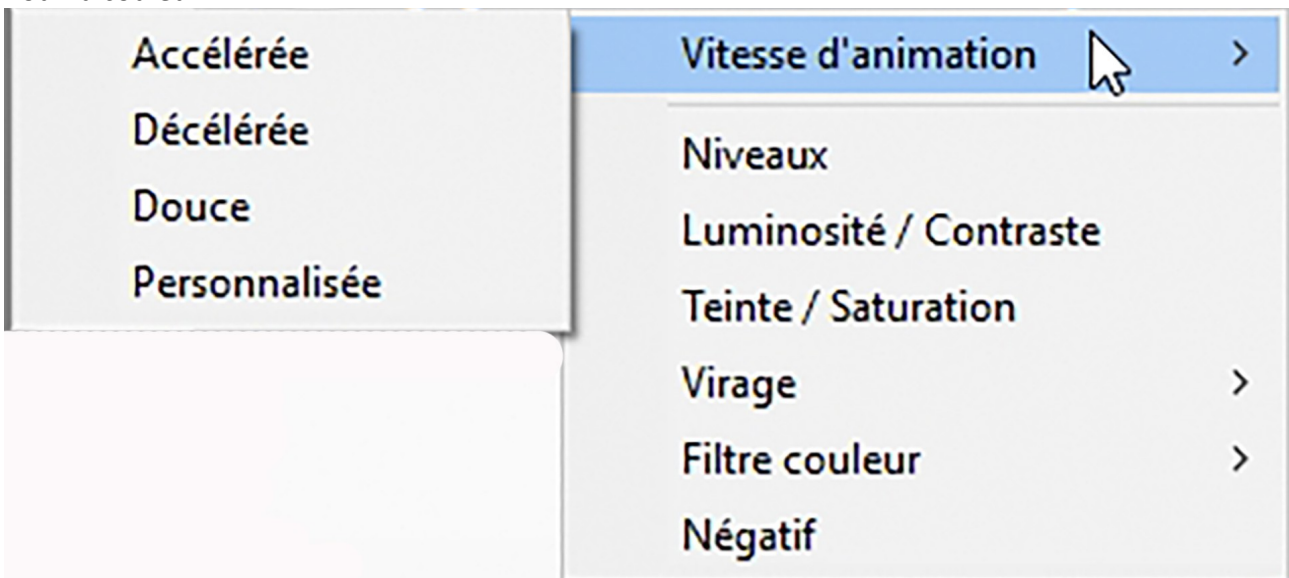 Accélérée
Décélérée
Douce
Personnalisée
Vitesse d'animation
Niveaux
Luminosité / Contraste
Teinte / Saturation
Virage
Filtre couleur
Négatif